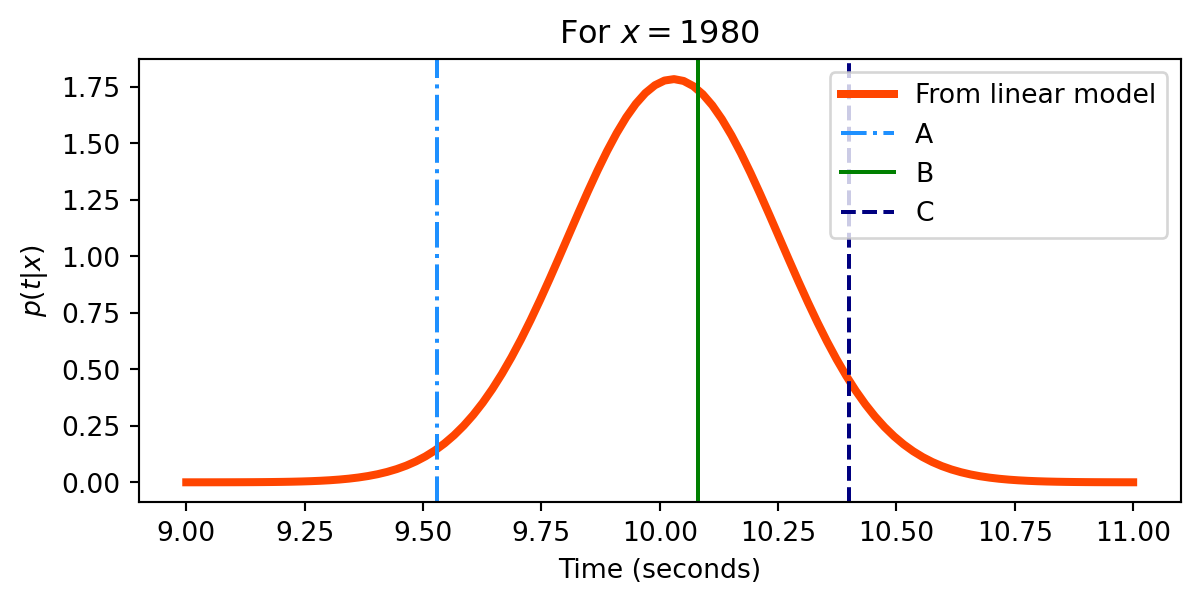 For x = 1980
p(t|x)
1.75
1.50
1.25
1.00
0.75
0.50
0.25
0.00
From linear model
A
B
C
9.00 9.25 9.50 9.75 10.00 10.25 10.50 10.75 11.00
Time (seconds)